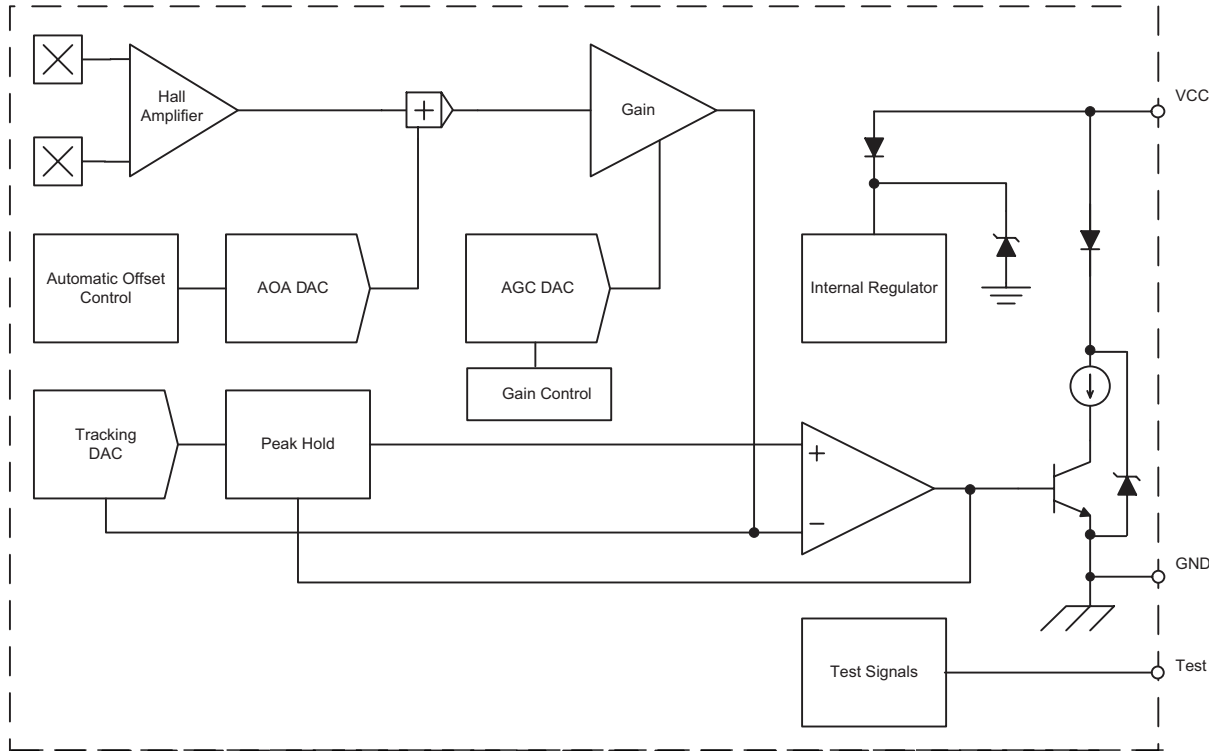 Hall
Amplifier
+
Gain
VCC
Automatic Offset
Control
AOA DAC
AGC DAC
Internal Regulator
Gain Control
Tracking
DAC
Peak Hold
+
−
GND
Test Signals
Test